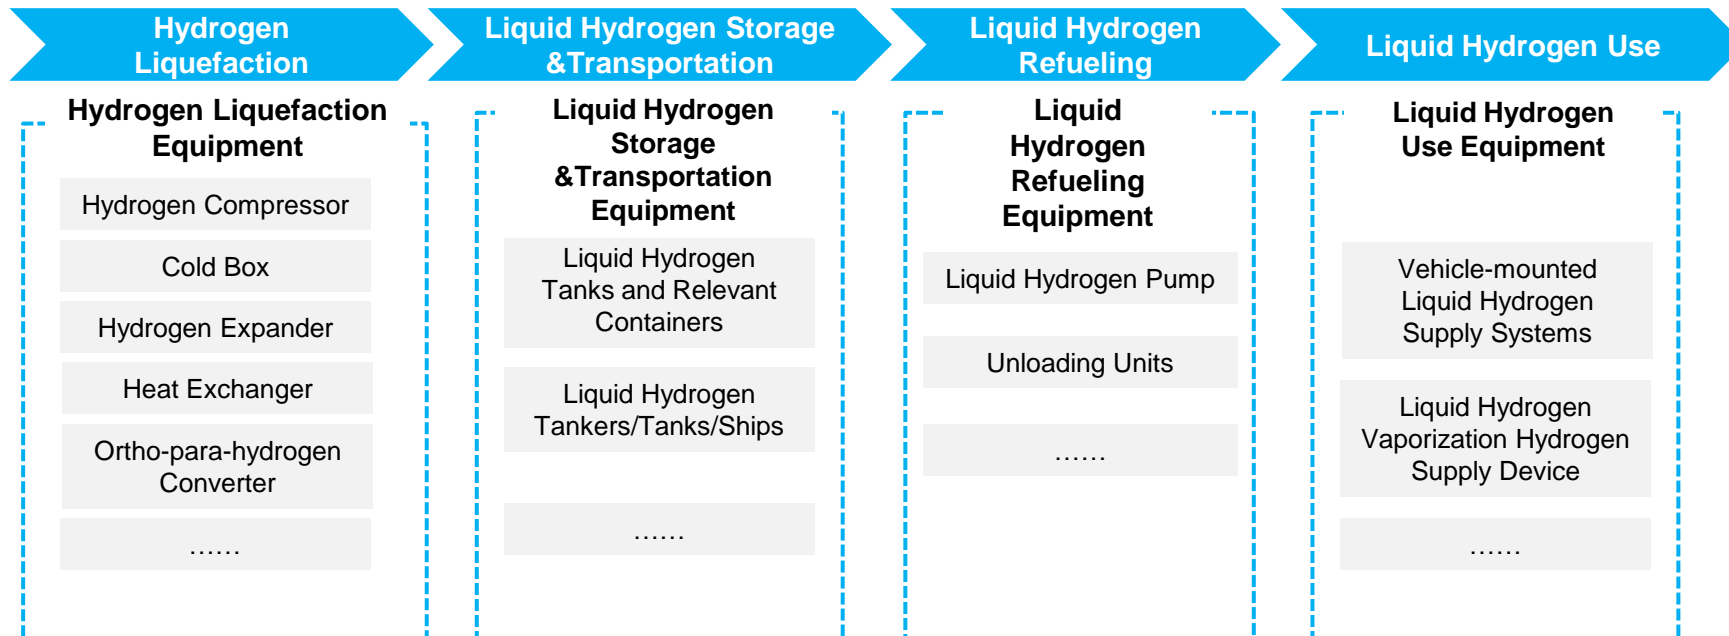 Hydrogen
Liquefaction
Liquid Hydrogen Storage
&Transportation
Liquid Hydrogen
Refueling
Liquid Hydrogen Use
Hydrogen Liquefaction
Equipment
Hydrogen Compressor
Cold Box
Hydrogen Expander
Heat Exchanger
Ortho-para-hydrogen
Converter
……
Liquid Hydrogen
Storage
&Transportation
Equipment
Liquid Hydrogen
Tanks and Relevant
Containers
Liquid Hydrogen
Tankers/Tanks/Ships
……
Liquid
Hydrogen
Refueling
Equipment
Liquid Hydrogen Pump
Unloading Units
……
Liquid Hydrogen
Use Equipment
Vehicle-mounted
Liquid Hydrogen
Supply Systems
Liquid Hydrogen
Vaporization Hydrogen
Supply Device
……